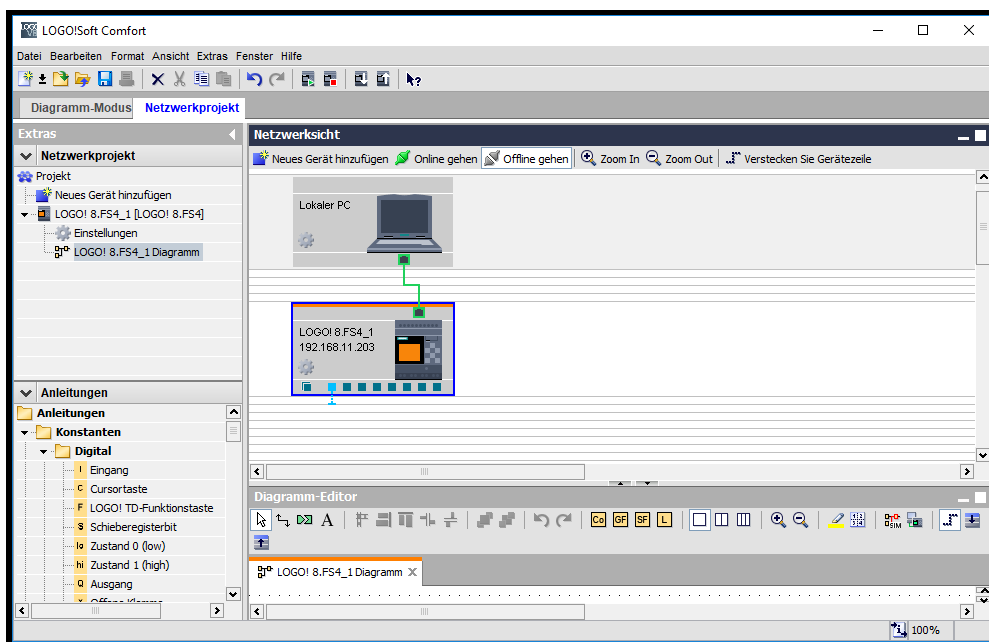 LOGO!Soft Comfort
Datei Bearbeiten Format Ansicht Extras Fenster Hilfe
Diagramm-Modus Netzwerkprojekt
Extras
Netzwerkprojekt
Projekt
Neues Gerät hinzufügen
LOGO! 8.FS4_1 [LOGO! 8.FS4]
Einstellungen
LOGO! 8.FS4_1 Diagramm
Anleitungen
Anleitungen
Konstanten
Digital
I Eingang
C Cursortaste
F LOGO! TD-Funktionstaste
S Schieberegisterbit
lo Zustand 0 (low)
hi Zustand 1 (high)
Q Ausgang
Netzwerksicht
Neues Gerät hinzufügen Online gehen Offline gehen Zoom In Zoom Out Verstecken Sie Gerätezeile
Lokaler PC
LOGO! 8.FS4_1
192.168.11.203
Diagramm-Editor
A Co GF SF L
LOGO! 8.FS4_1 Diagramm
100%